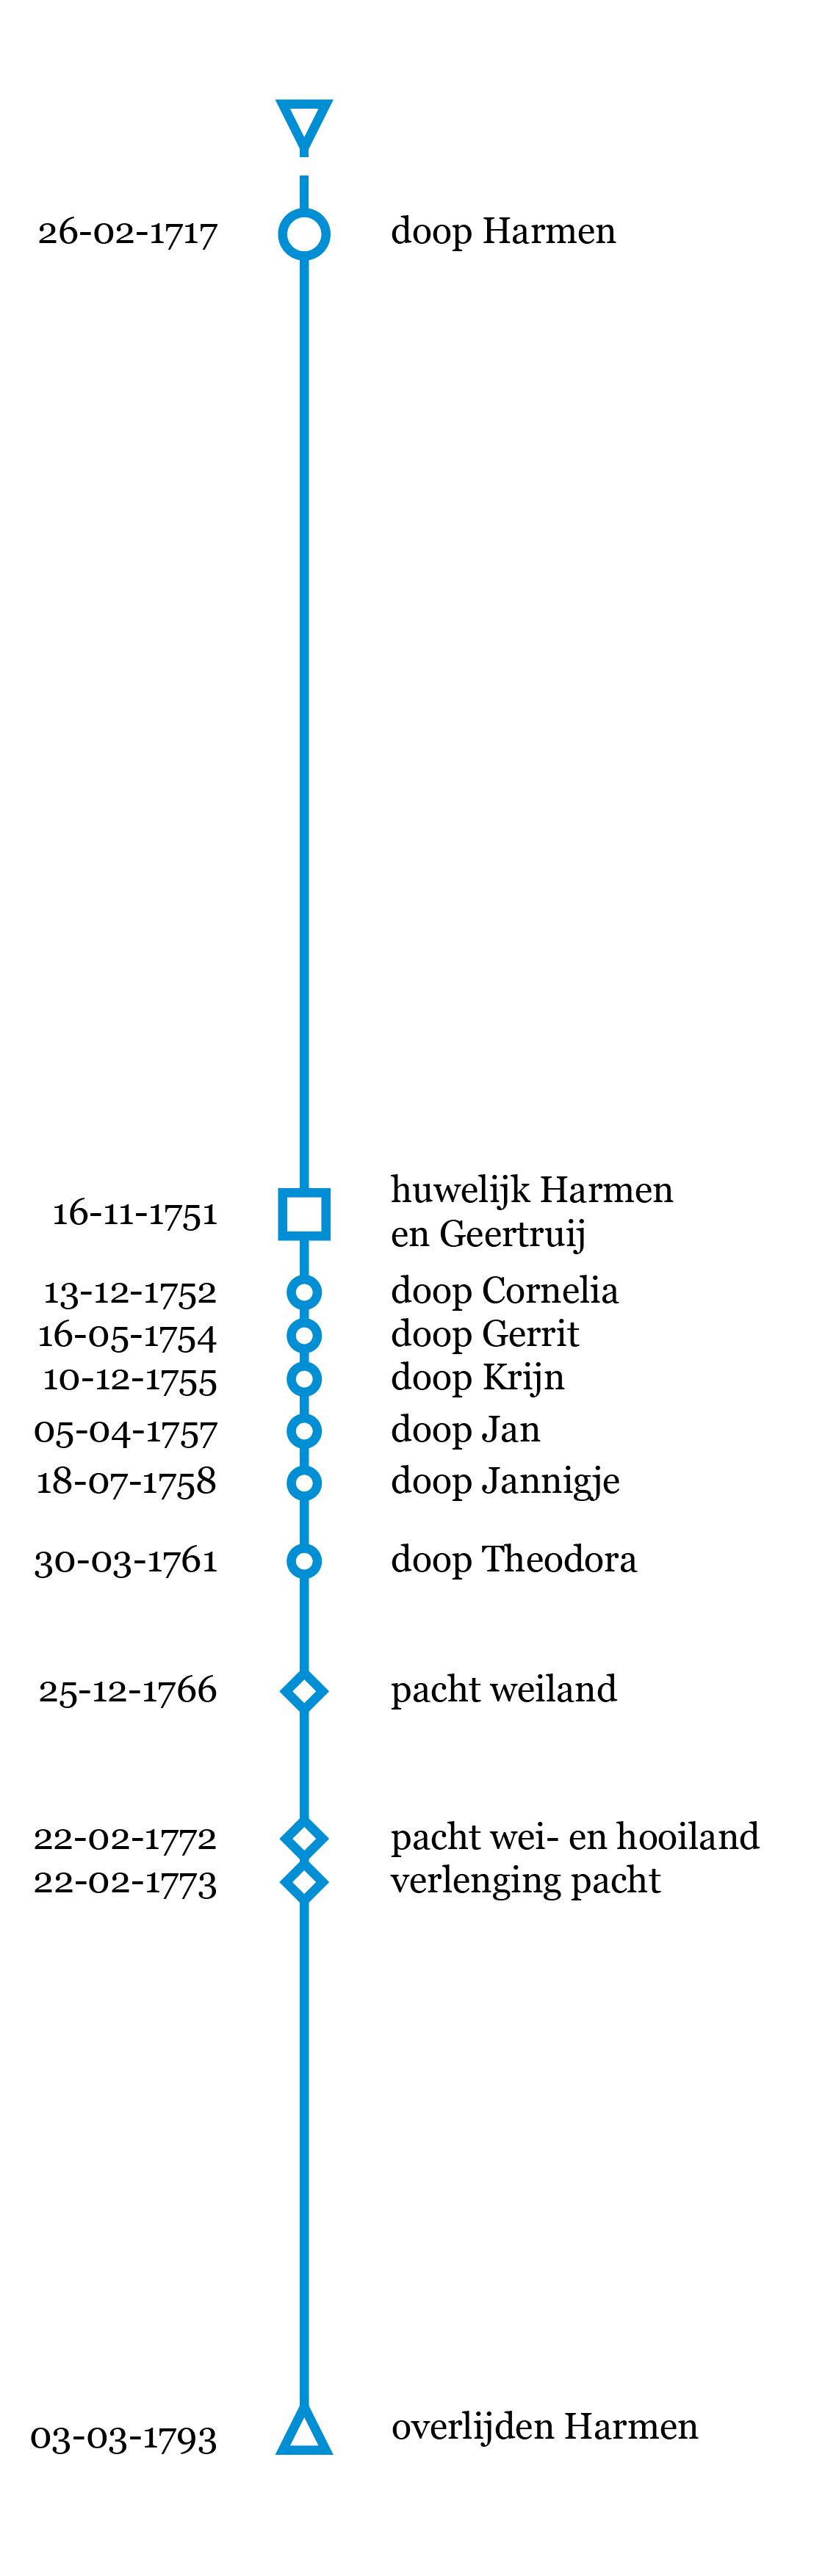 26-02-1717 doop Harmen
huwelijk Harmen
16-11-1751
en Geertruij
13-12-1752 doop Cornelia
16-05-1754 doop Gerrit
10-12-1755 doop Krijn
05-04-1757 doop Jan
18-07-1758 doop Jannigje
30-03-1761 doop Theodora
25-12-1766 pacht weiland
22-02-1772 pacht wei- en hooiland
22-02-1773 verlenging pacht
03-03-1793 overlijden Harmen